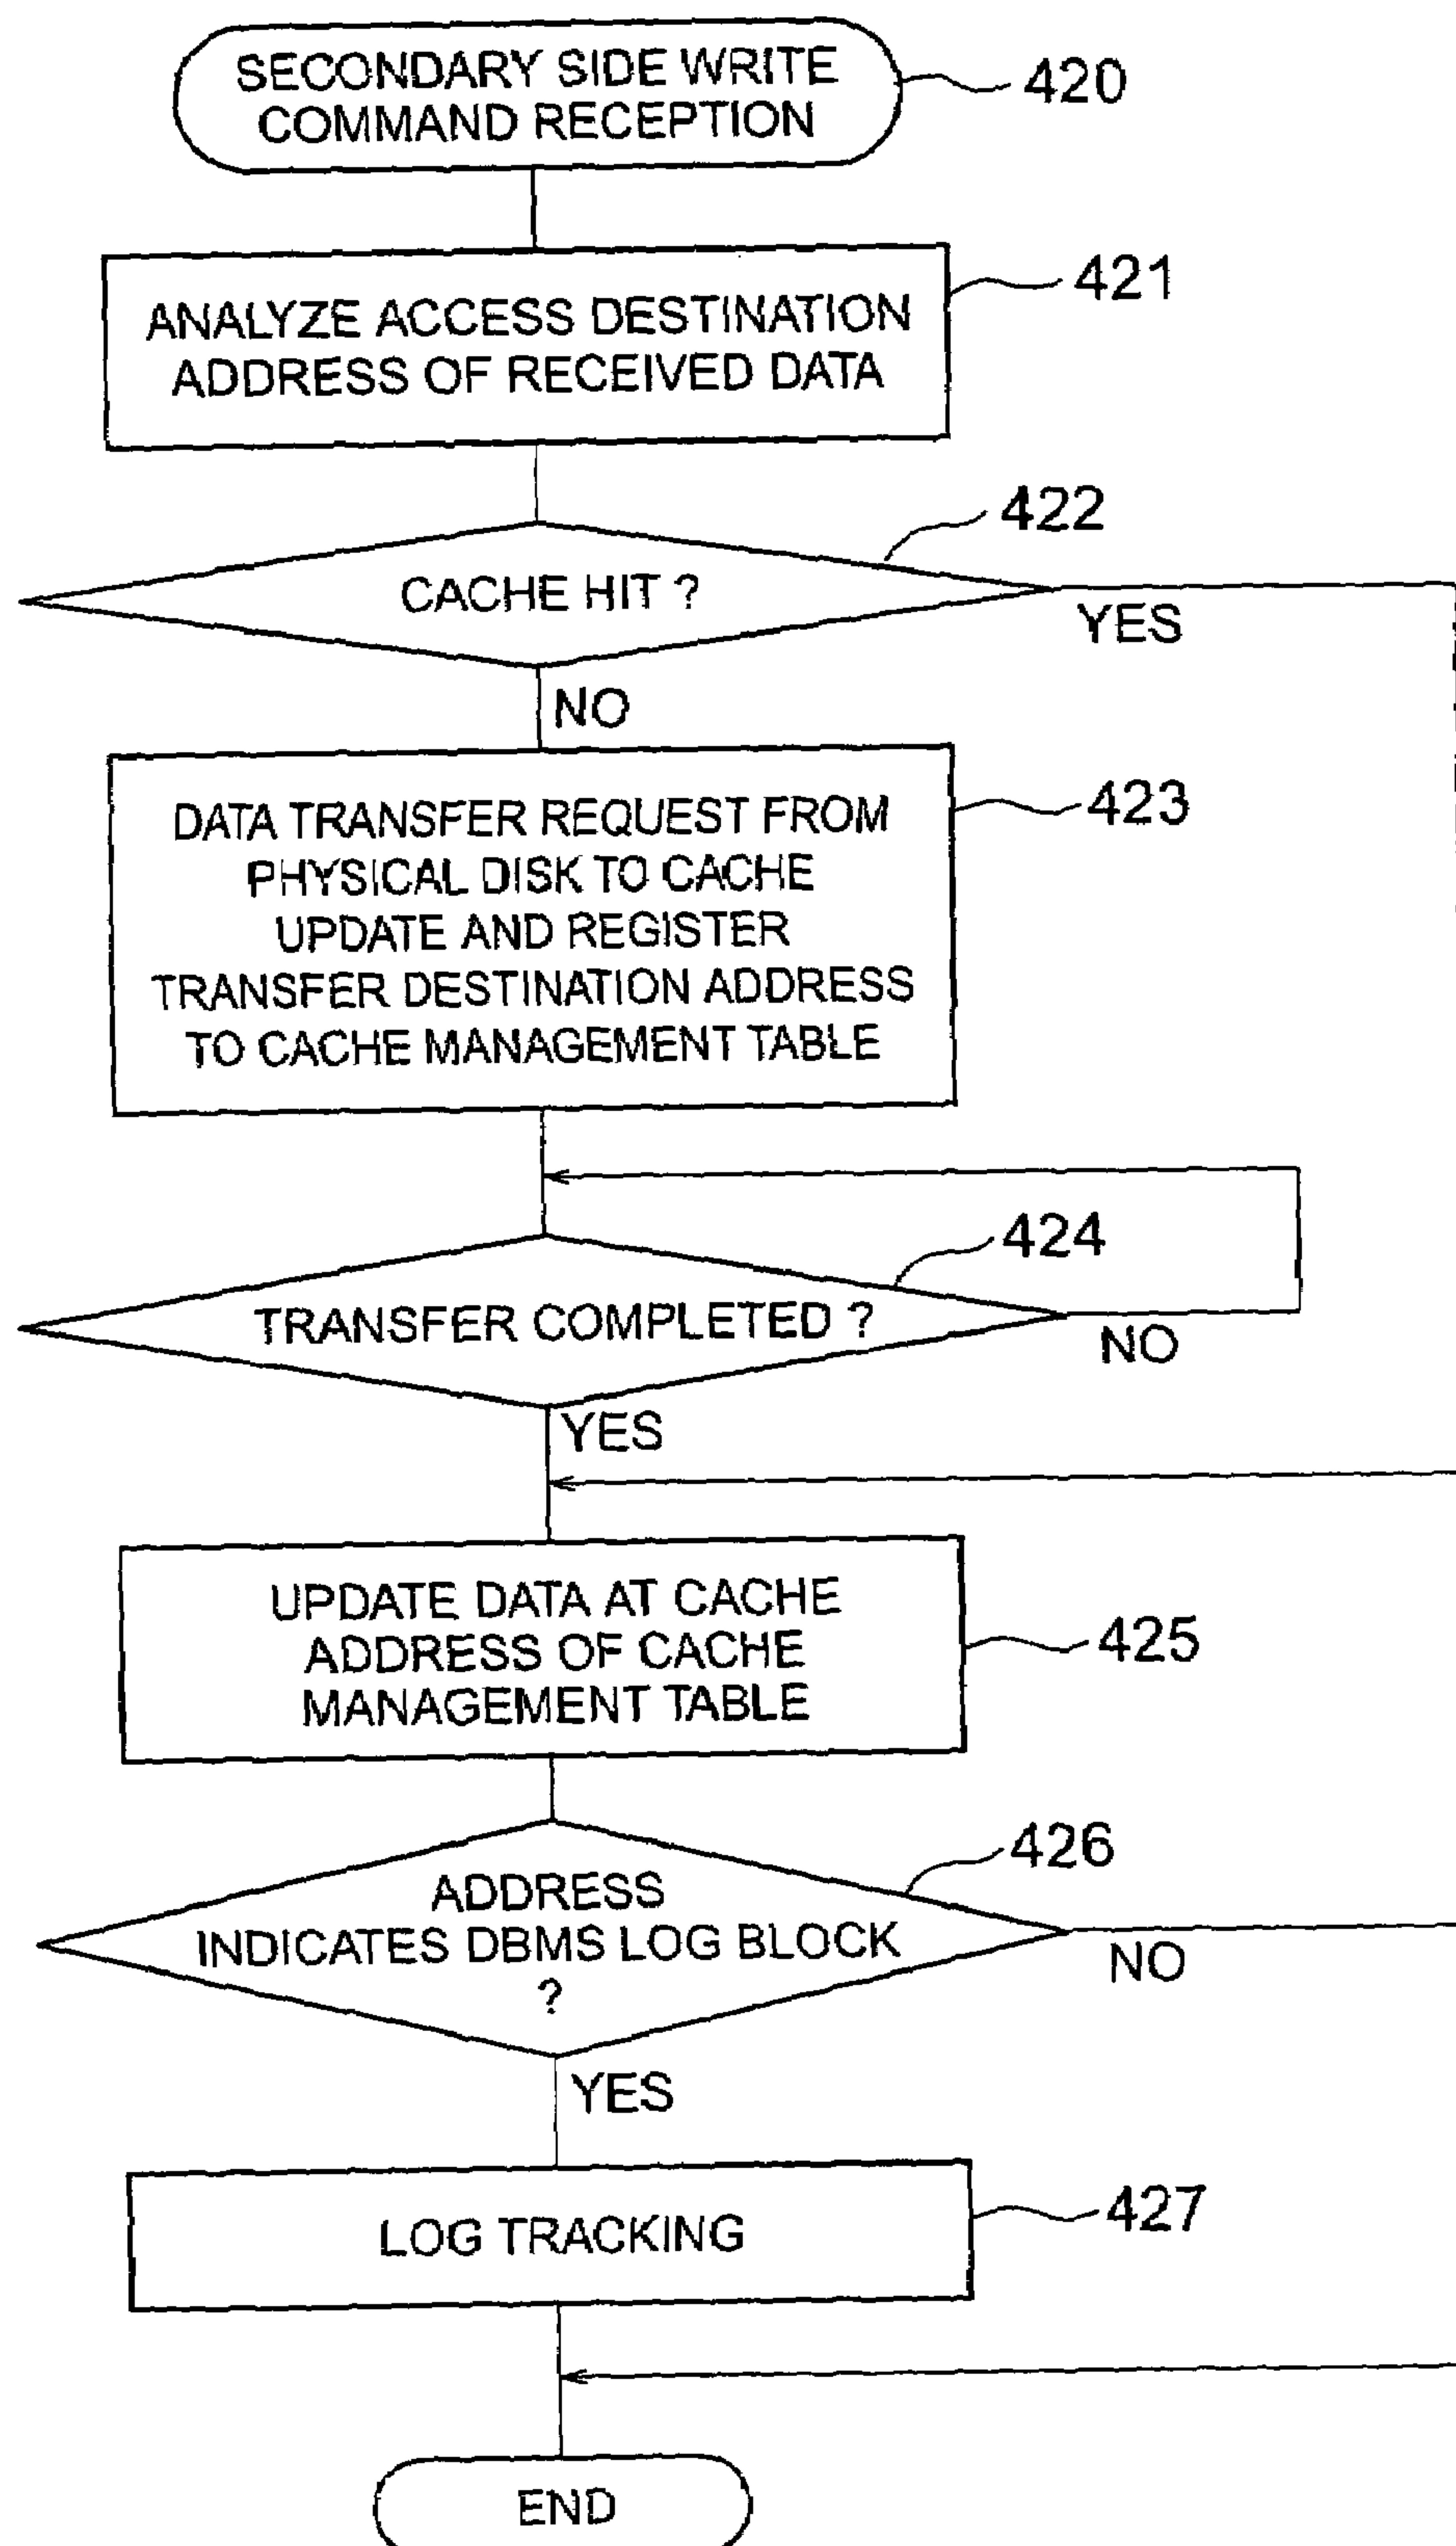 SECONDARY SIDE WRITE
COMMAND RECEPTION
420
ANALYZE ACCESS DESTINATION
ADDRESS OF RECEIVED DATA
421
CACHE HIT ?
422
YES
NO
DATA TRANSFER REQUEST FROM
PHYSICAL DISK TO CACHE
UPDATE AND REGISTER
TRANSFER DESTINATION ADDRESS
TO CACHE MANAGEMENT TABLE
423
TRANSFER COMPLETED ?
424
NO
YES
UPDATE DATA AT CACHE
ADDRESS OF CACHE
MANAGEMENT TABLE
425
ADDRESS
INDICATES DBMS LOG BLOCK
?
426
NO
YES
LOG TRACKING
427
END